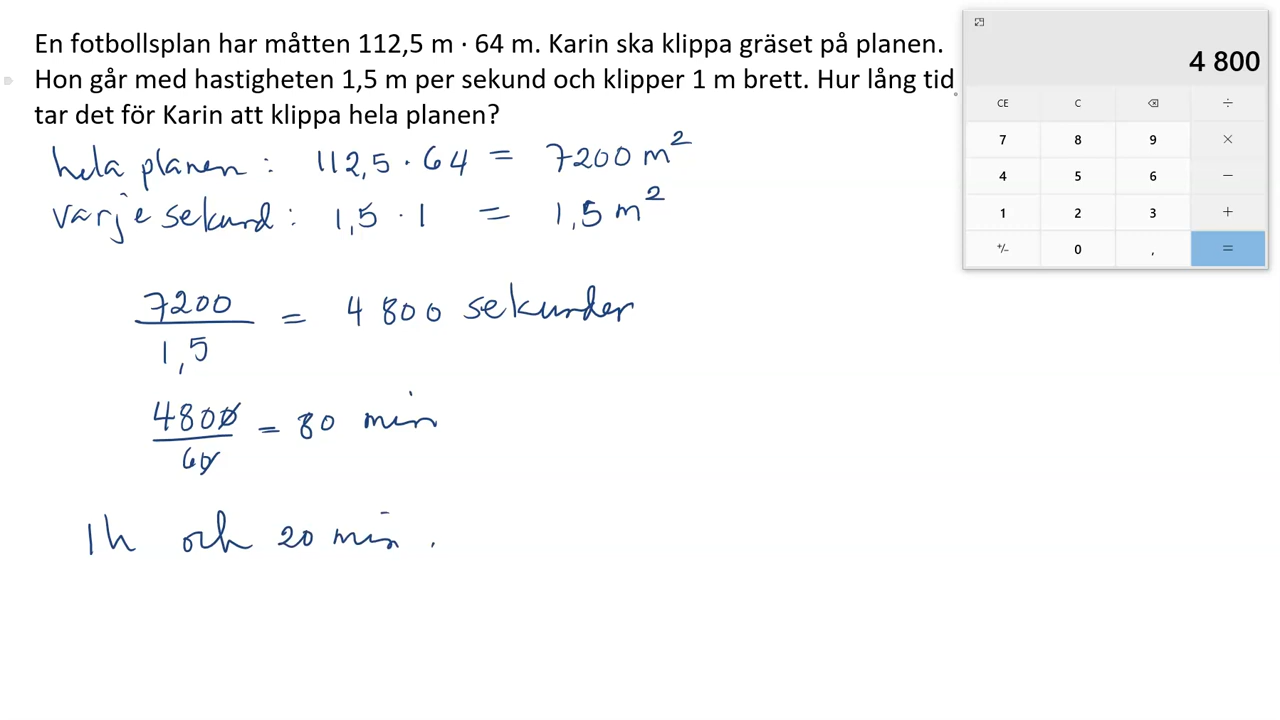 En fotbollsplan har måtten 112,5 m · 64 m. Karin ska klippa gräset på planen.
Hon går med hastigheten 1,5 m per sekund och klipper 1 m brett. Hur lång tid
tar det för Karin att klippa hela planen?
hela planen : 112,5 · 64 = 7200 m²
varje sekund : 1,5 · 1 = 1,5 m²
7200
1,5
= 4 800 sekunder
4800
60
= 80 min
1 h och 20 min .
4 800
CE C ⌫ ÷
7 8 9 ×
4 5 6 −
1 2 3 +
+/− 0 , =